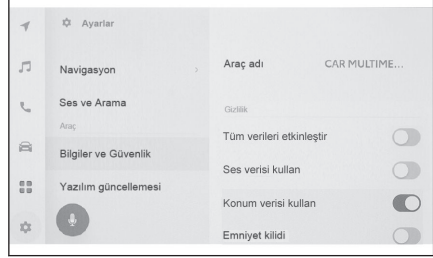 Ayarlar
Navigasyon
Ses ve Arama
Araç
Bilgiler ve Güvenlik
Yazılım güncellemesi
Araç adı CAR MULTIME...
Gizlilik
Tüm verileri etkinleştir
Ses verisi kullan
Konum verisi kullan
Emniyet kilidi